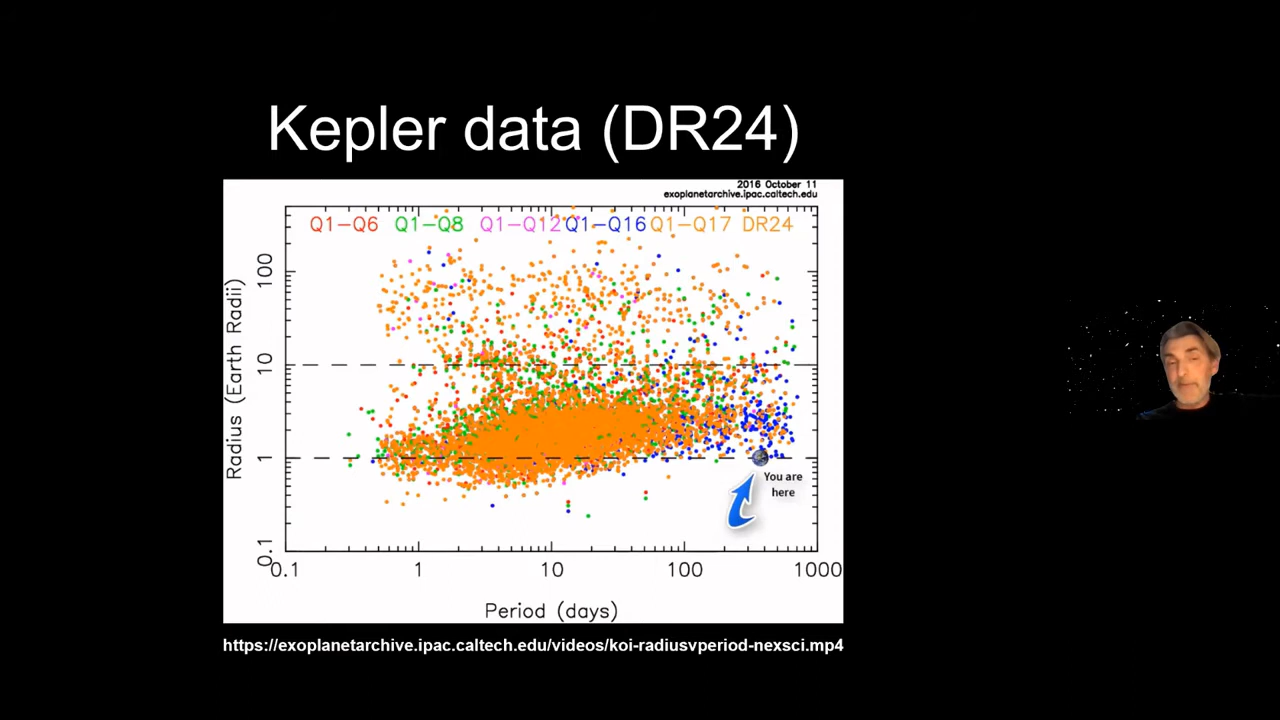 Kepler data (DR24)
2016 October 11
exoplanetarchive.ipac.caltech.edu
Q1-Q6 Q1-Q8 Q1-Q12 Q1-Q16 Q1-Q17 DR24
Radius (Earth Radii)
100
10
1
0.1
You are
here
0.1 1 10 100 1000
Period (days)
https://exoplanetarchive.ipac.caltech.edu/videos/koi-radiusvperiod-nexsci.mp4